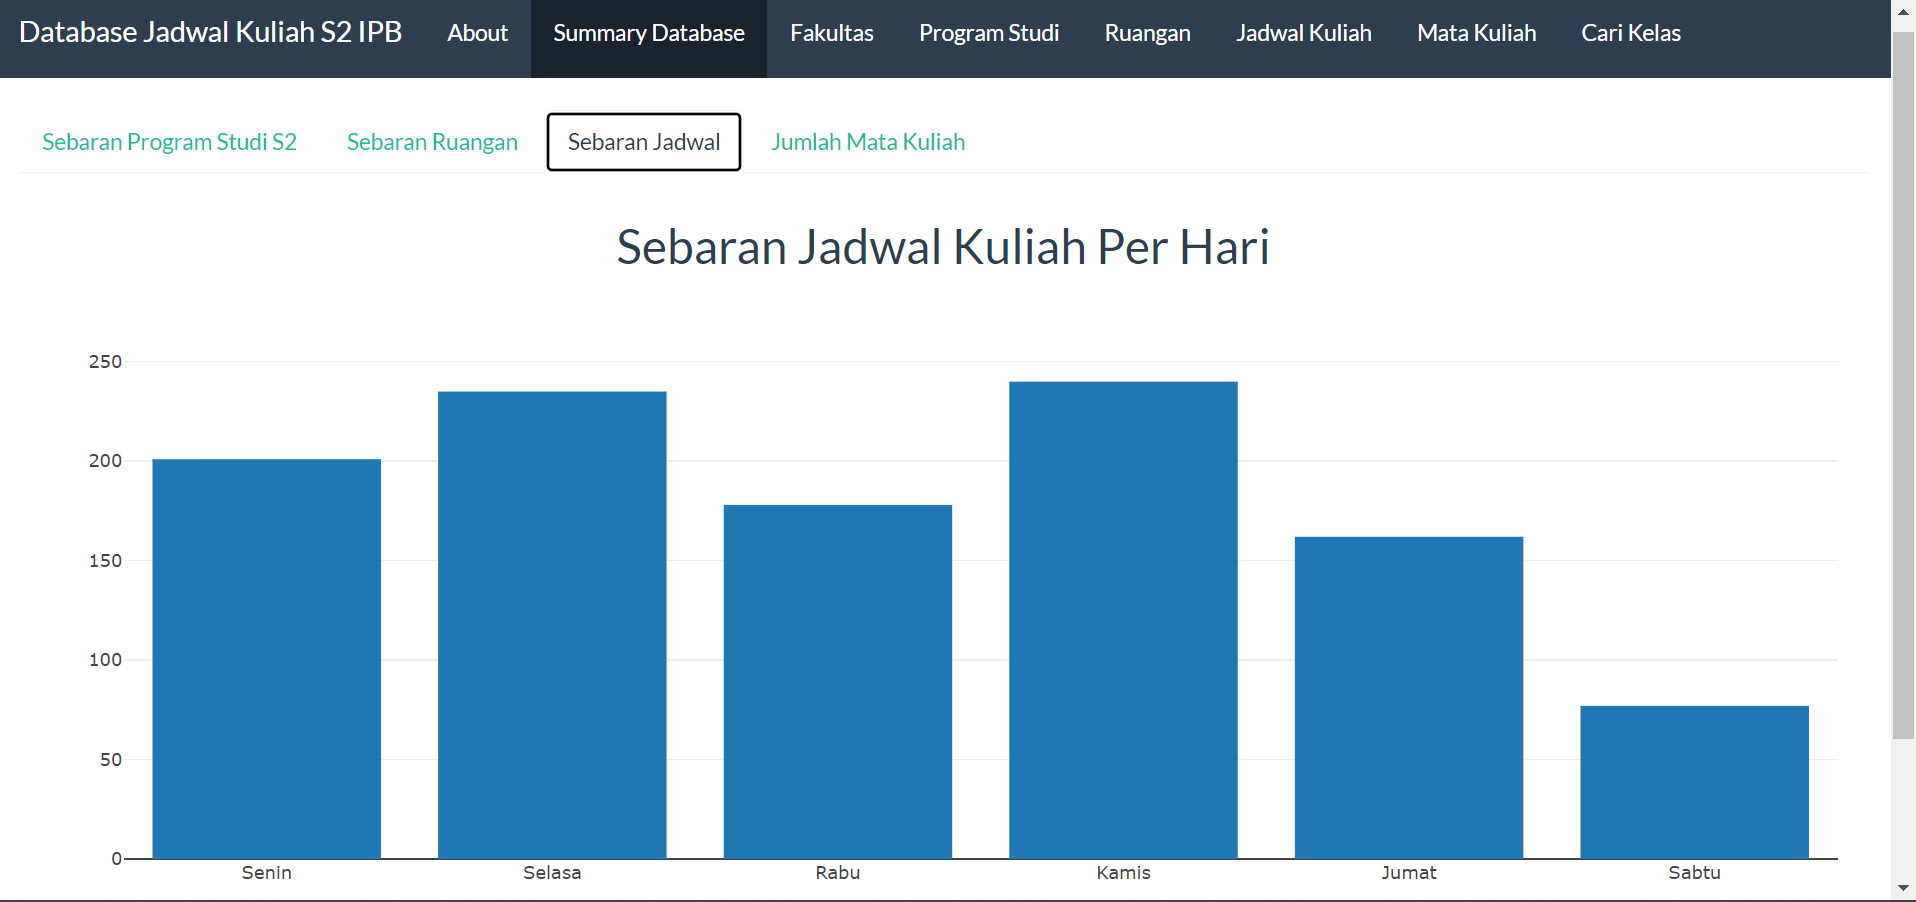 Database Jadwal Kuliah S2 IPB About Summary Database Fakultas Program Studi Ruangan Jadwal Kuliah Mata Kuliah Cari Kelas
Sebaran Program Studi S2 Sebaran Ruangan Sebaran Jadwal Jumlah Mata Kuliah
Sebaran Jadwal Kuliah Per Hari
250
200
150
100
50
0
Senin Selasa Rabu Kamis Jumat Sabtu